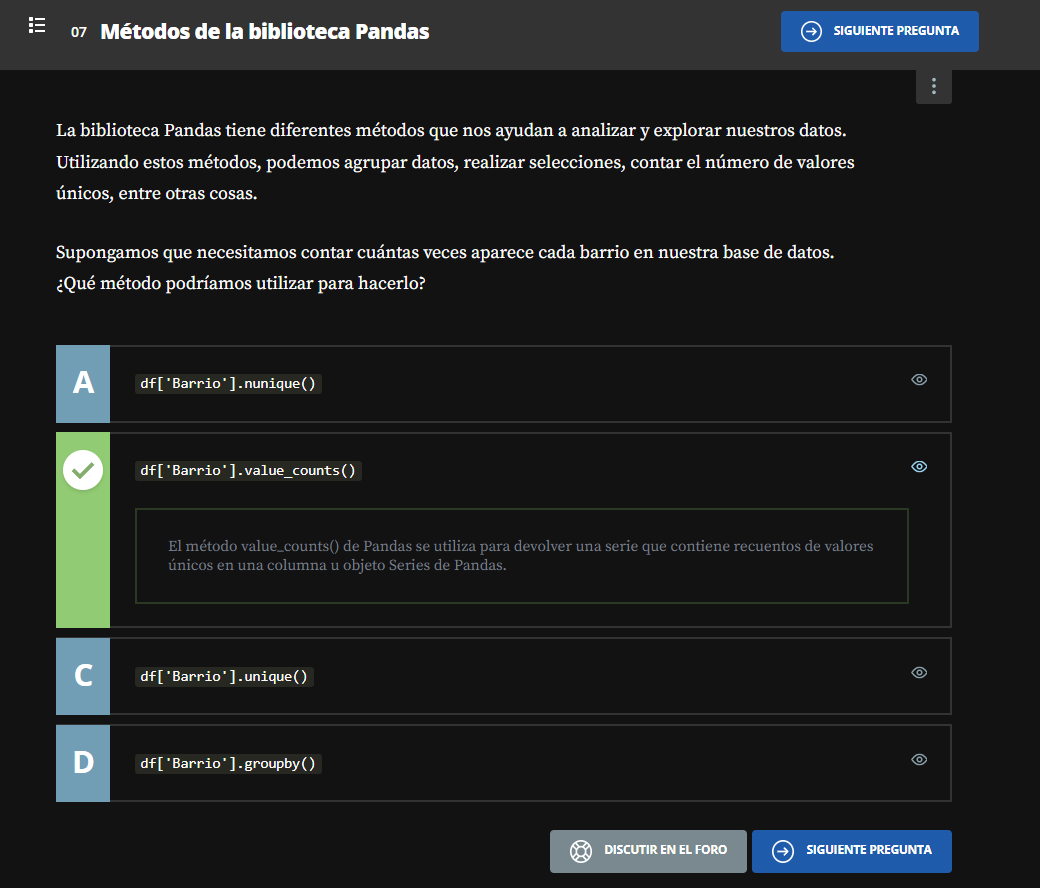 07 Métodos de la biblioteca Pandas
SIGUIENTE PREGUNTA
La biblioteca Pandas tiene diferentes métodos que nos ayudan a analizar y explorar nuestros datos.
Utilizando estos métodos, podemos agrupar datos, realizar selecciones, contar el número de valores
únicos, entre otras cosas.
Supongamos que necesitamos contar cuántas veces aparece cada barrio en nuestra base de datos.
¿Qué método podríamos utilizar para hacerlo?
A
df['Barrio'].nunique()
df['Barrio'].value_counts()
El método value_counts() de Pandas se utiliza para devolver una serie que contiene recuentos de valores
únicos en una columna u objeto Series de Pandas.
C
df['Barrio'].unique()
D
df['Barrio'].groupby()
DISCUTIR EN EL FORO
SIGUIENTE PREGUNTA